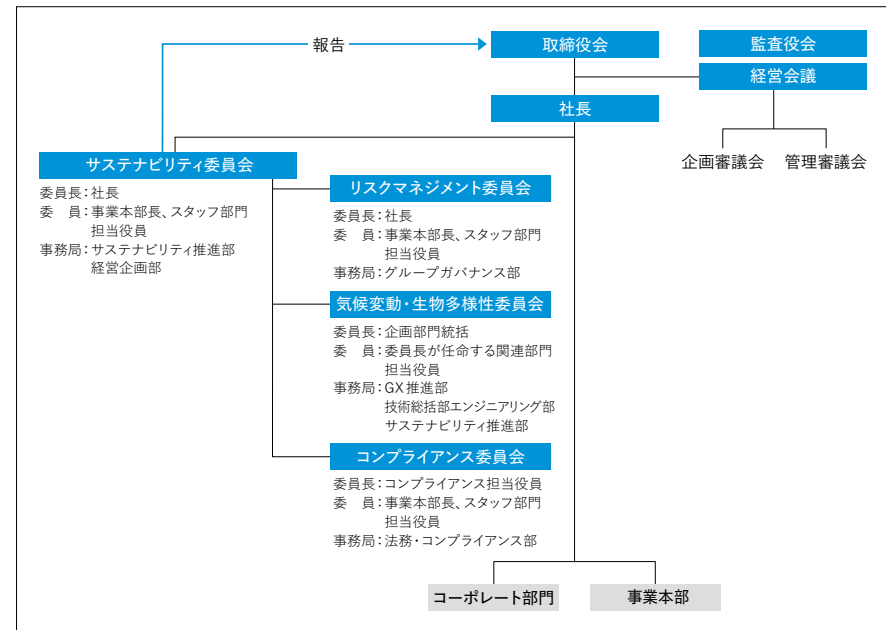 報告
取締役会
監査役会
経営会議
社長
企画審議会
管理審議会
サステナビリティ委員会
委員長：社長
委　員：事業本部長、スタッフ部門
担当役員
事務局：サステナビリティ推進部
経営企画部
リスクマネジメント委員会
委員長：社長
委　員：事業本部長、スタッフ部門
担当役員
事務局：グループガバナンス部
気候変動・生物多様性委員会
委員長：企画部門統括
委　員：委員長が任命する関連部門
担当役員
事務局：GX推進部
技術総括部エンジニアリング部
サステナビリティ推進部
コンプライアンス委員会
委員長：コンプライアンス担当役員
委　員：事業本部長、スタッフ部門
担当役員
事務局：法務・コンプライアンス部
コーポレート部門
事業本部